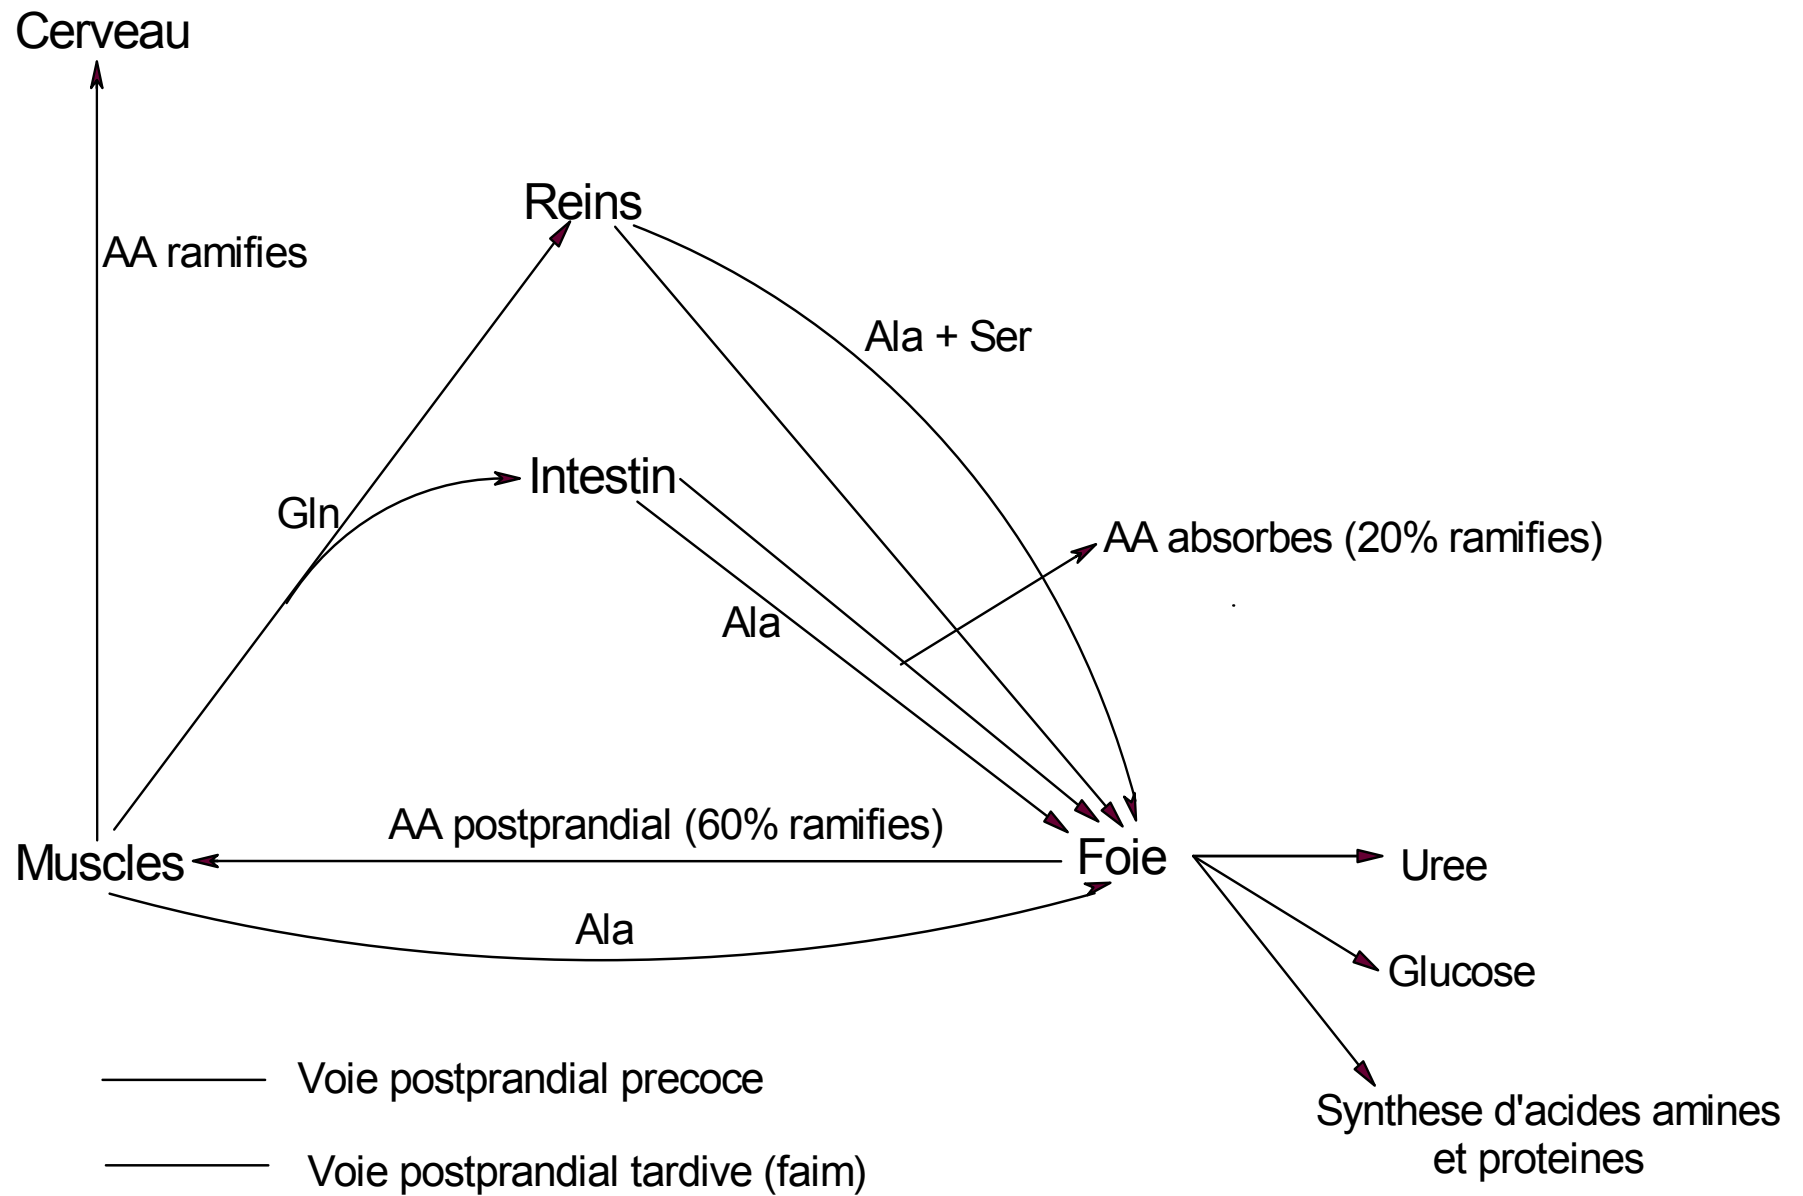 Cerveau
Reins
AA ramifies
Ala + Ser
Intestin
Gln
AA absorbes (20% ramifies)
Ala
AA postprandial (60% ramifies)
Muscles
Foie
Uree
Ala
Glucose
Voie postprandial precoce
Synthese d'acides amines
et proteines
Voie postprandial tardive (faim)